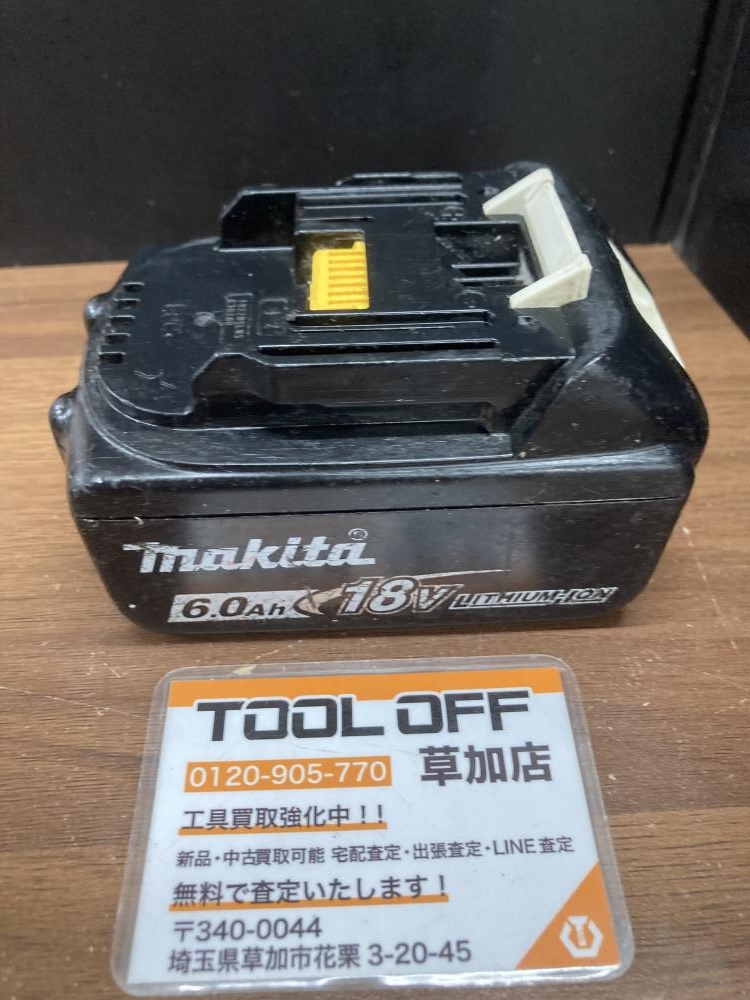 makita®
6.0Ah 18V LITHIUM-ION
TOOL OFF
0120-905-770 草加店
工具買取強化中！！
新品・中古買取可能 宅配査定・出張査定・LINE査定
無料で査定いたします！
〒340-0044
埼玉県草加市花栗3-20-45